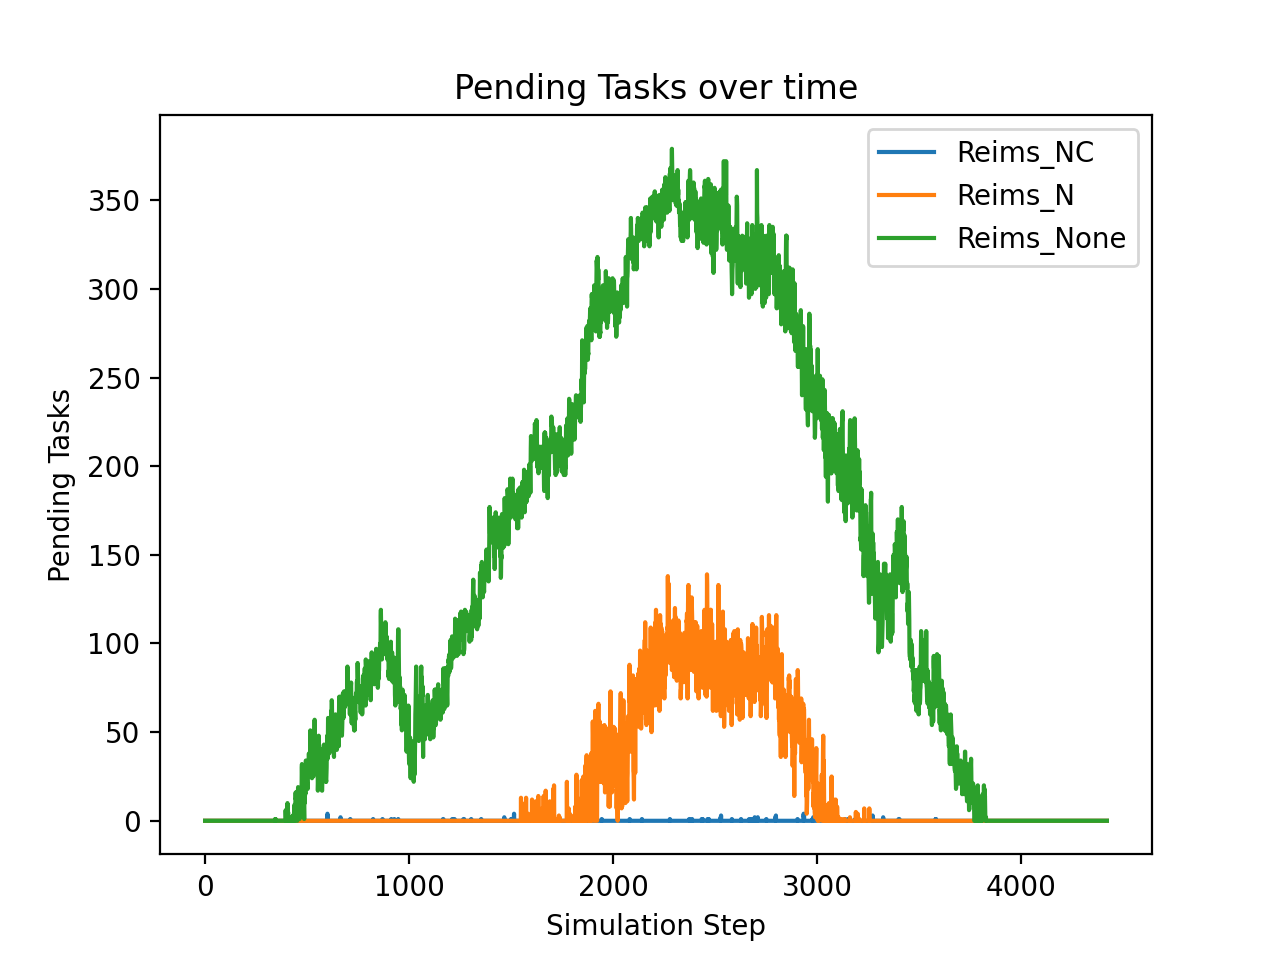 Pending Tasks over time
Reims_NC
Reims_N
Reims_None
350
300
250
200
150
100
50
0
Pending Tasks
0 1000 2000 3000 4000
Simulation Step